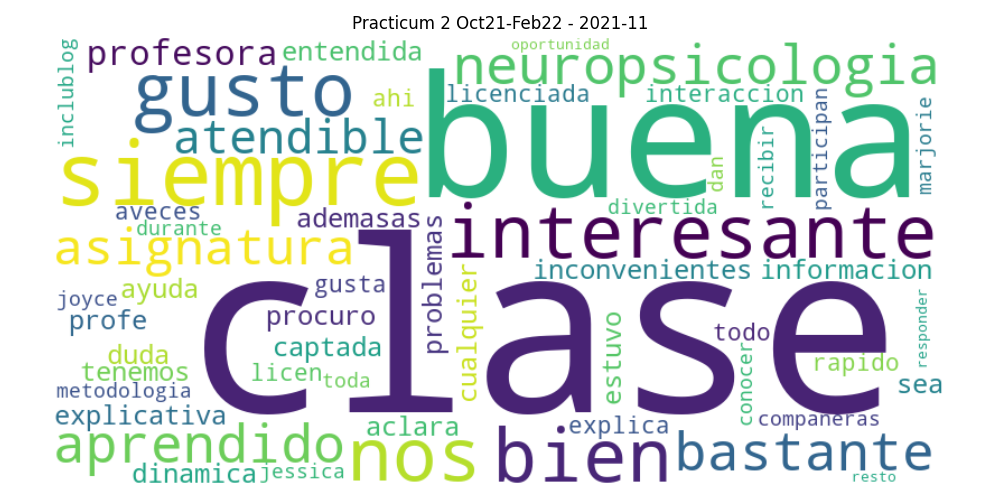 Practicum 2 Oct21-Feb22 - 2021-11
inclublog
profesora
entendida
oportunidad
neuropsicologia
gusto
ahi
licenciada
interaccion
atendible
buena
siempre
dan
recibir
participan
marjorie
aveces
durante
ademasas
divertida
asignatura
problemas
interesante
inconvenientes
informacion
joyce
ayuda
gusta
clase
cualquier
profe
procuro
estuvo
todo
responder
duda
captada
conocer
rapido
tenemos
licen
toda
sea
metodologia
explicativa
aclara
explica
compañeras
aprendido
nos
bien
bastante
dinamica
jessica
resto